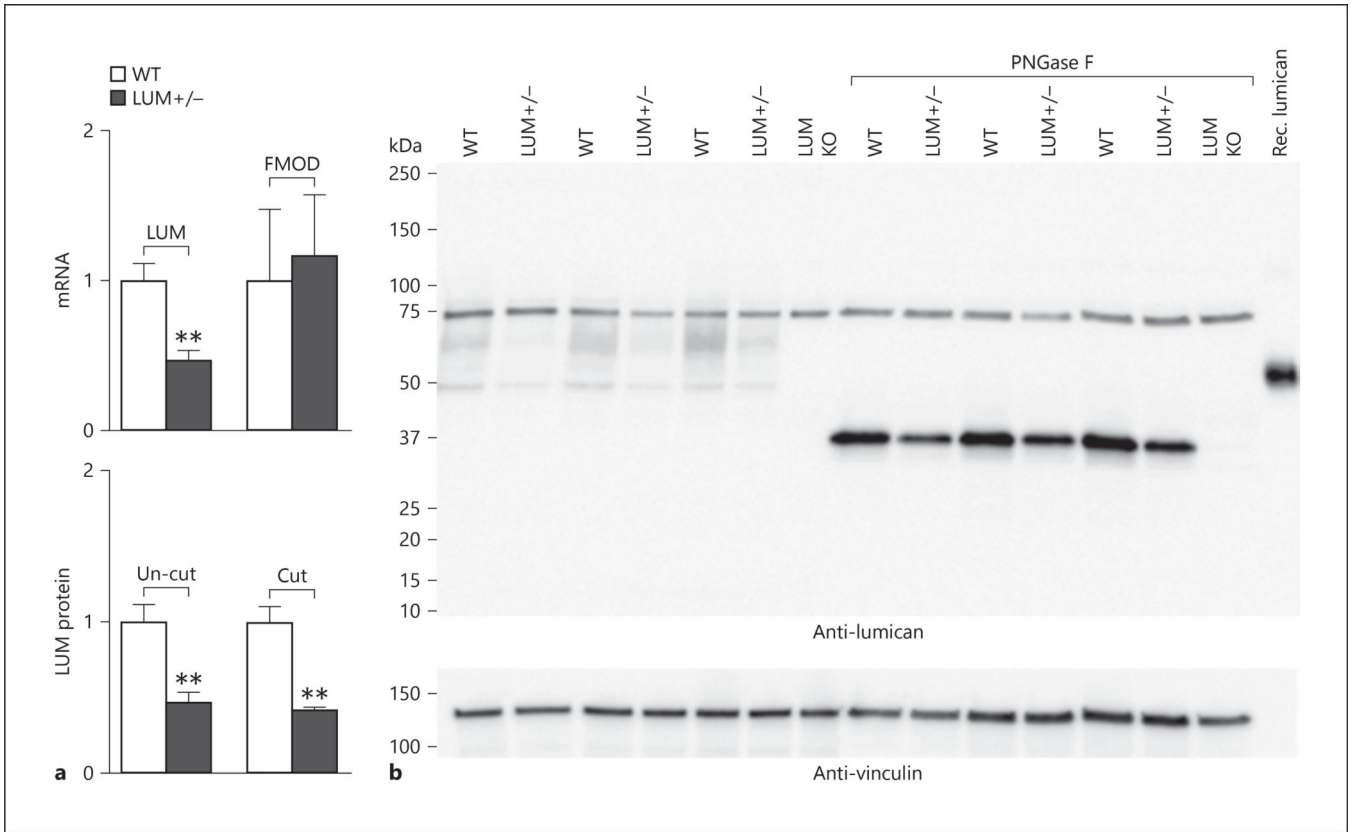 WT
LUM+/–
2
1
0
mRNA
LUM
**
FMOD
2
1
0
LUM protein
Un-cut
**
Cut
**
a
kDa
WT
LUM+/–
WT
LUM+/–
WT
LUM+/–
LUM
KO
PNGase F
WT
LUM+/–
WT
LUM+/–
WT
LUM+/–
LUM
KO
Rec. lumican
250
150
100
75
50
37
25
20
15
10
Anti-lumican
150
100
Anti-vinculin
b